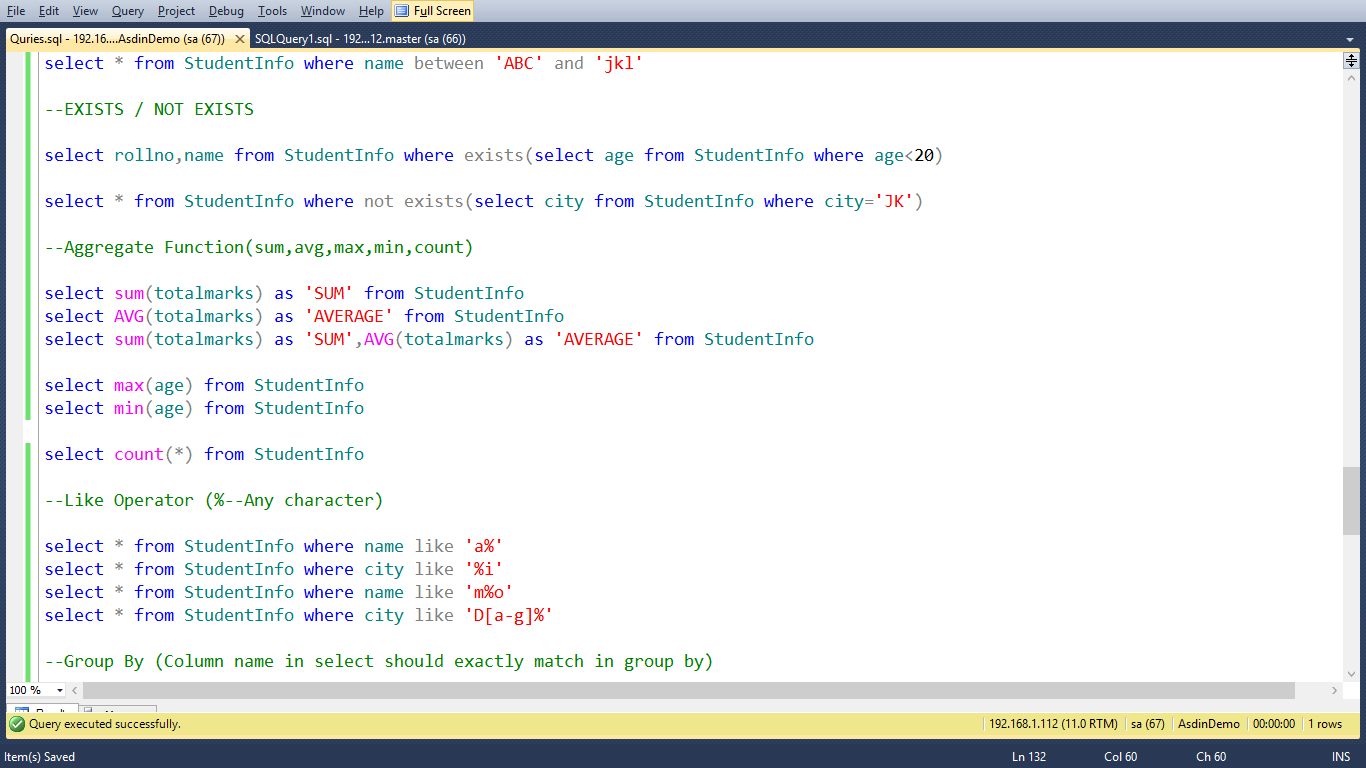 File Edit View Query Project Debug Tools Window Help Full Screen
Quries.sql - 192.16....AsdinDemo (sa (67)) SQLQuery1.sql - 192...12.master (sa (66))
select * from StudentInfo where name between 'ABC' and 'jkl'
--EXISTS / NOT EXISTS
select rollno,name from StudentInfo where exists(select age from StudentInfo where age<20)
select * from StudentInfo where not exists(select city from StudentInfo where city='JK')
--Aggregate Function(sum,avg,max,min,count)
select sum(totalmarks) as 'SUM' from StudentInfo
select AVG(totalmarks) as 'AVERAGE' from StudentInfo
select sum(totalmarks) as 'SUM',AVG(totalmarks) as 'AVERAGE' from StudentInfo
select max(age) from StudentInfo
select min(age) from StudentInfo
select count(*) from StudentInfo
--Like Operator (%--Any character)
select * from StudentInfo where name like 'a%'
select * from StudentInfo where city like '%i'
select * from StudentInfo where name like 'm%o'
select * from StudentInfo where city like 'D[a-g]%'
--Group By (Column name in select should exactly match in group by)
100 %
Query executed successfully. 192.168.1.112 (11.0 RTM) sa (67) AsdinDemo 00:00:00 1 rows
Item(s) Saved Ln 132 Col 60 Ch 60 INS